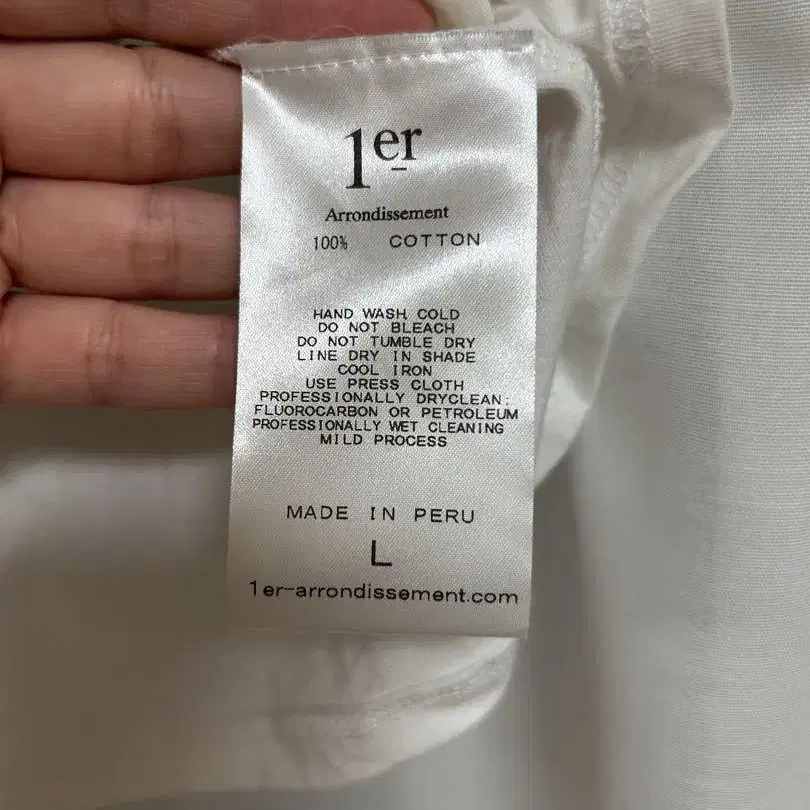 1er
Arrondissement
100% COTTON
HAND WASH COLD
DO NOT BLEACH
DO NOT TUMBLE DRY
LINE DRY IN SHADE
COOL IRON
USE PRESS CLOTH
PROFESSIONALLY DRYCLEAN:
FLUOROCARBON OR PETROLEUM
PROFESSIONALLY WET CLEANING
MILD PROCESS
MADE IN PERU
L
1er-arrondissement.com